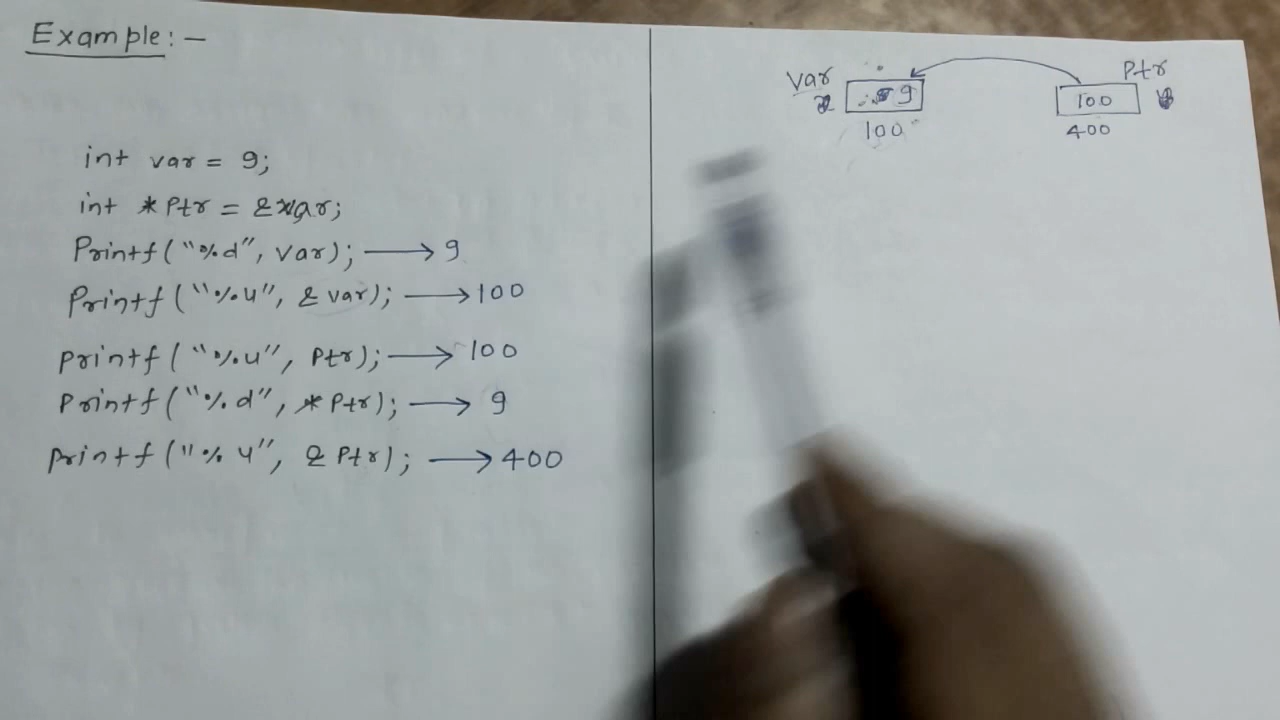 Example:-
int var = 9;
int *Ptr = &var;
Printf("%d", Var); → 9
Printf("%u", &var); → 100
Printf("%u", Ptr); → 100
Printf("%d", *Ptr); → 9
Printf("%u", &Ptr); → 400
Var
9
100
Ptr
100
400